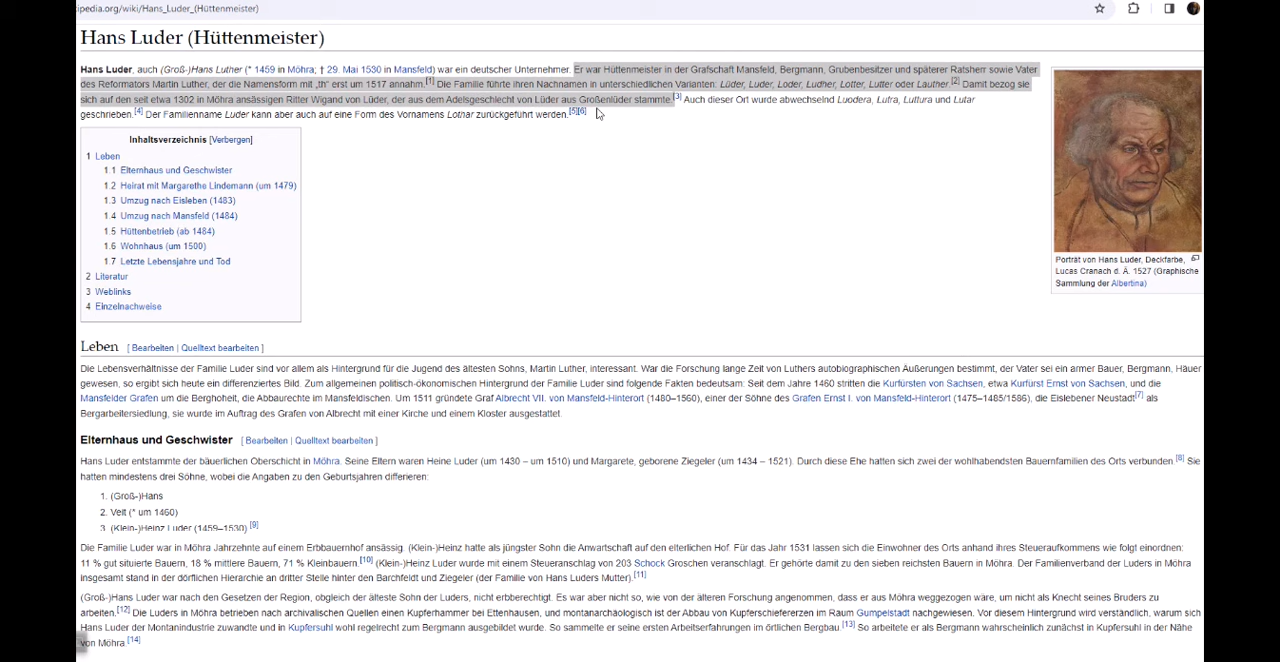 ipedia.org/wiki/Hans_Luder_(Hüttenmeister)
Hans Luder (Hüttenmeister)
Hans Luder, auch (Groß-)Hans Luther (* 1459 in Möhra; † 29. Mai 1530 in Mansfeld) war ein deutscher Unternehmer. Er war Hüttenmeister in der Grafschaft Mansfeld, Bergmann, Grubenbesitzer und späterer Ratsherr sowie Vater
des Reformators Martin Luther, der die Namensform mit „th“ erst um 1517 annahm.[1] Die Familie führte ihren Nachnamen in unterschiedlichen Varianten: Lüder, Luder, Loder, Ludher, Lotter, Lutter oder Lauther.[2] Damit bezog sie
sich auf den seit etwa 1302 in Möhra ansässigen Ritter Wigand von Lüder, der aus dem Adelsgeschlecht von Lüder aus Großenlüder stammte.[3] Auch dieser Ort wurde abwechselnd Luodera, Lutra, Luttura und Lutar
geschrieben.[4] Der Familienname Luder kann aber auch auf eine Form des Vornamens Lothar zurückgeführt werden.[5][6]
Inhaltsverzeichnis [Verbergen]
1 Leben
1.1 Elternhaus und Geschwister
1.2 Heirat mit Margarethe Lindemann (um 1479)
1.3 Umzug nach Eisleben (1483)
1.4 Umzug nach Mansfeld (1484)
1.5 Hüttenbetrieb (ab 1484)
1.6 Wohnhaus (um 1500)
1.7 Letzte Lebensjahre und Tod
2 Literatur
3 Weblinks
4 Einzelnachweise
Porträt von Hans Luder, Deckfarbe,
Lucas Cranach d. Ä. 1527 (Graphische
Sammlung der Albertina)
Leben [ Bearbeiten | Quelltext bearbeiten ]
Die Lebensverhältnisse der Familie Luder sind vor allem als Hintergrund für die Jugend des ältesten Sohns, Martin Luther, interessant. War die Forschung lange Zeit von Luthers autobiographischen Äußerungen bestimmt, der Vater sei ein armer Bauer, Bergmann, Häuer
gewesen, so ergibt sich heute ein differenziertes Bild. Zum allgemeinen politisch-ökonomischen Hintergrund der Familie Luder sind folgende Fakten bedeutsam: Seit dem Jahre 1460 stritten die Kurfürsten von Sachsen, etwa Kurfürst Ernst von Sachsen, und die
Mansfelder Grafen um die Berghoheit, die Abbaurechte im Mansfeldischen. Um 1511 gründete Graf Albrecht VII. von Mansfeld-Hinterort (1480–1560), einer der Söhne des Grafen Ernst I. von Mansfeld-Hinterort (1475–1485/1586), die Eislebener Neustadt[7] als
Bergarbeitersiedlung, sie wurde im Auftrag des Grafen von Albrecht mit einer Kirche und einem Kloster ausgestattet.
Elternhaus und Geschwister [ Bearbeiten | Quelltext bearbeiten ]
Hans Luder entstammte der bäuerlichen Oberschicht in Möhra. Seine Eltern waren Heine Luder (um 1430 – um 1510) und Margarete, geborene Ziegeler (um 1434 – 1521). Durch diese Ehe hatten sich zwei der wohlhabendsten Bauernfamilien des Orts verbunden.[8] Sie
hatten mindestens drei Söhne, wobei die Angaben zu den Geburtsjahren differieren:
1. (Groß-)Hans
2. Veit (* um 1460)
3. (Klein-)Heinz Luder (1459–1530) [9]
Die Familie Luder war in Möhra Jahrzehnte auf einem Erbbauernhof ansässig. (Klein-)Heinz hatte als jüngster Sohn die Anwartschaft auf den elterlichen Hof. Für das Jahr 1531 lassen sich die Einwohner des Orts anhand ihres Steueraufkommens wie folgt einordnen:
11 % gut situierte Bauern, 18 % mittlere Bauern, 71 % Kleinbauern.[10] (Klein-)Heinz Luder wurde mit einem Steueranschlag von 203 Schock Groschen veranschlagt. Er gehörte damit zu den sieben reichsten Bauern in Möhra. Der Familienverband der Luders in Möhra
insgesamt stand in der dörflichen Hierarchie an dritter Stelle hinter den Barchfeldt und Ziegeler (der Familie von Hans Luders Mutter).[11]
(Groß-)Hans Luder war nach den Gesetzen der Region, obgleich der älteste Sohn der Luders, nicht erbberechtigt. Es war aber nicht so, wie von der älteren Forschung angenommen, dass er aus Möhra weggezogen wäre, um nicht als Knecht seines Bruders zu
arbeiten.[12] Die Luders in Möhra betrieben nach archivalischen Quellen einen Kupferhammer bei Ettenhausen, und montanarchäologisch ist der Abbau von Kupferschiefererzen im Raum Gumpelstadt nachgewiesen. Vor diesem Hintergrund wird verständlich, warum sich
Hans Luder der Montanindustrie zuwandte und in Kupfersuhl wohl regelrecht zum Bergmann ausgebildet wurde. So sammelte er seine ersten Arbeitserfahrungen im örtlichen Bergbau.[13] So arbeitete er als Bergmann wahrscheinlich zunächst in Kupfersuhl in der Nähe
von Möhra.[14]